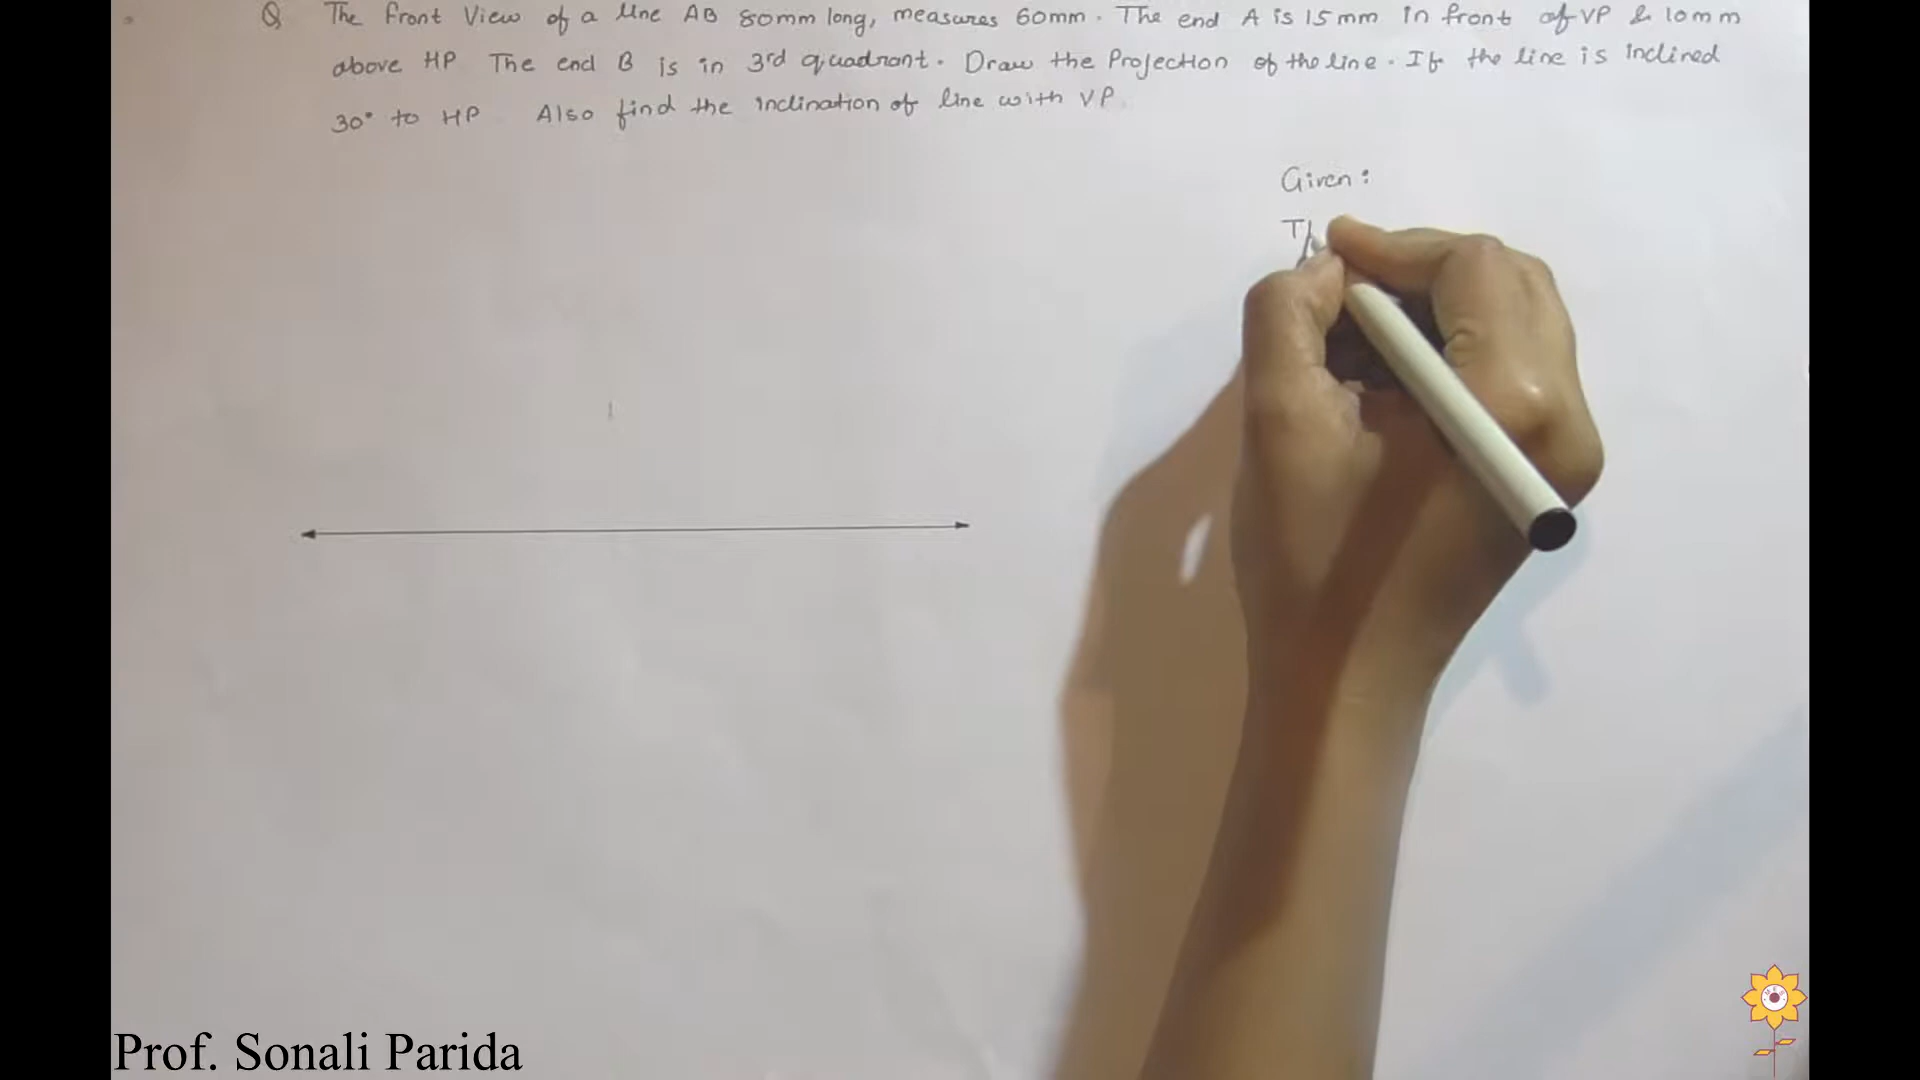 Q The Front View of a line AB 80mm long, measures 60mm. The end A is 15mm in front of VP & 10mm
above HP The end B is in 3rd quadrant. Draw the Projection of the line. If the line is inclined
30° to HP Also find the inclination of line with VP.
Given:
Th
Prof. Sonali Parida